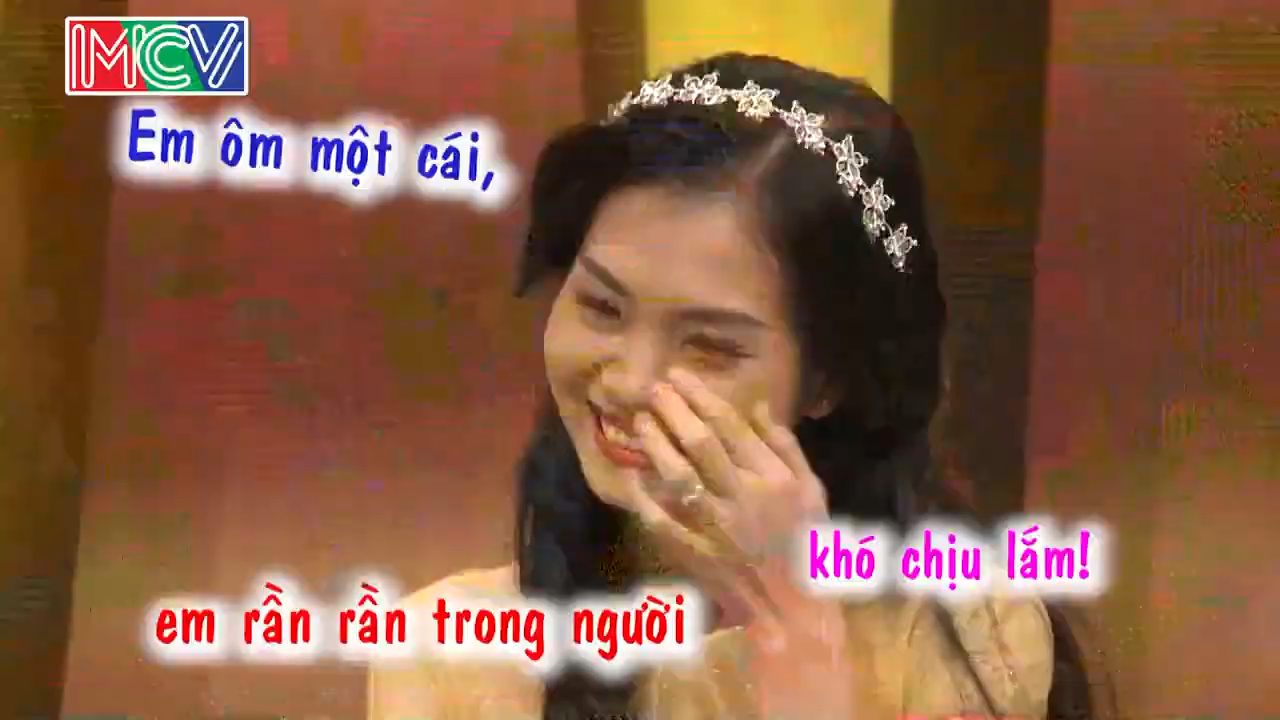 MCV
Em ôm một cái,
em rần rần trong người
khó chịu lắm!